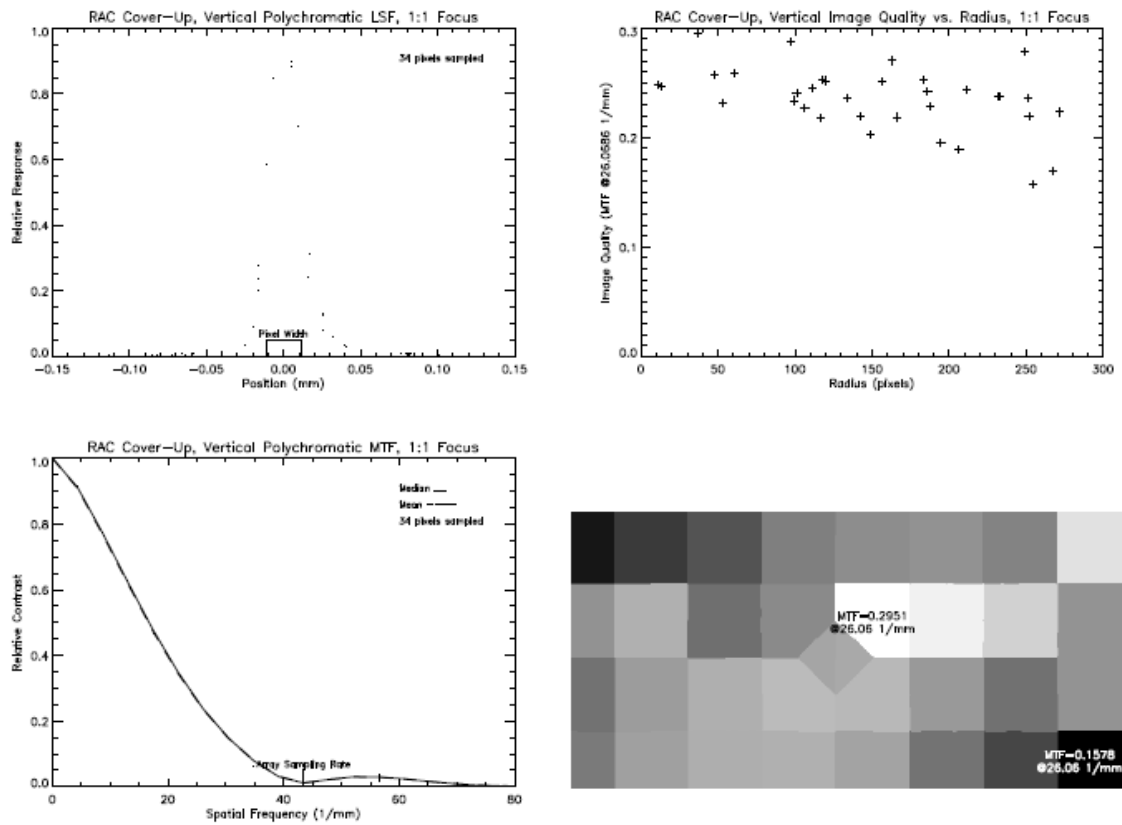 RAC Cover-Up, Vertical Polychromatic LSF, 1:1 Focus
34 pixels sampled
Relative Response
1.0
0.8
0.6
0.4
0.2
0.0
Pixel Width
-0.15 -0.10 -0.05 0.00 0.05 0.10 0.15
Position (mm)
RAC Cover-Up, Vertical Image Quality vs. Radius, 1:1 Focus
Image Quality (MTF @26.0686 1/mm)
0.3
0.2
0.1
0.0
0 50 100 150 200 250 300
Radius (pixels)
RAC Cover-Up, Vertical Polychromatic MTF, 1:1 Focus
Median
Mean
34 pixels sampled
Relative Contrast
1.0
0.8
0.6
0.4
0.2
0.0
Array Sampling Rate
0 20 40 60 80
Spatial Frequency (1/mm)
MTF=0.2951
@26.06 1/mm
MTF=0.1578
@26.06 1/mm